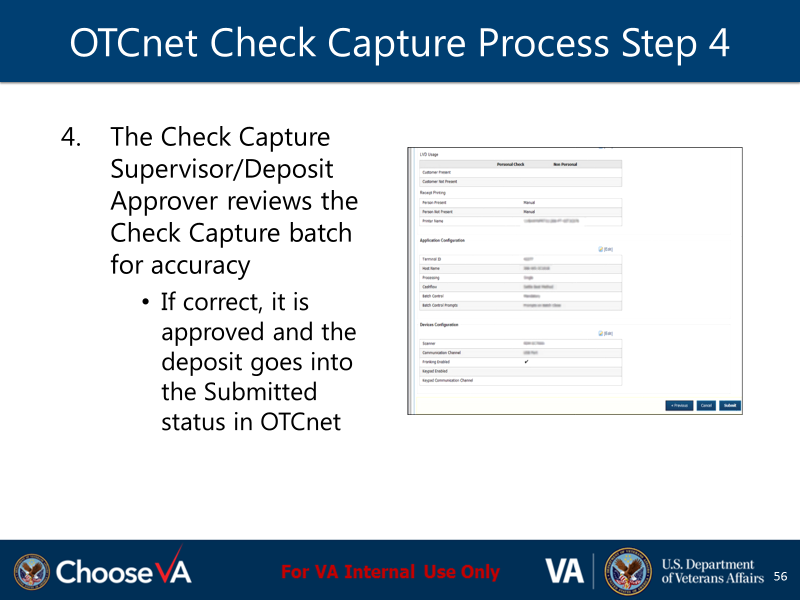 OTCnet Check Capture Process Step 4
4. The Check Capture
Supervisor/Deposit
Approver reviews the
Check Capture batch
for accuracy
• If correct, it is
approved and the
deposit goes into
the Submitted
status in OTCnet
LVD Usage
Personal Check Non-Personal
Customer Present
Customer Not Present
Receipt Printing
Person Present Manual
Person Not Present Manual
Printer Name
Application Configuration
(Edit)
Terminal ID
Host Name
Processing
Cashflow
Batch Control
Batch Control Prompts
Devices Configuration
(Edit)
Scanner
Communication Channel
Franking Enabled ✔
Keypad Enabled
Keypad Communication Channel
< Previous Cancel Submit
Choose VA
For VA Internal Use Only
VA
U.S. Department
of Veterans Affairs
56